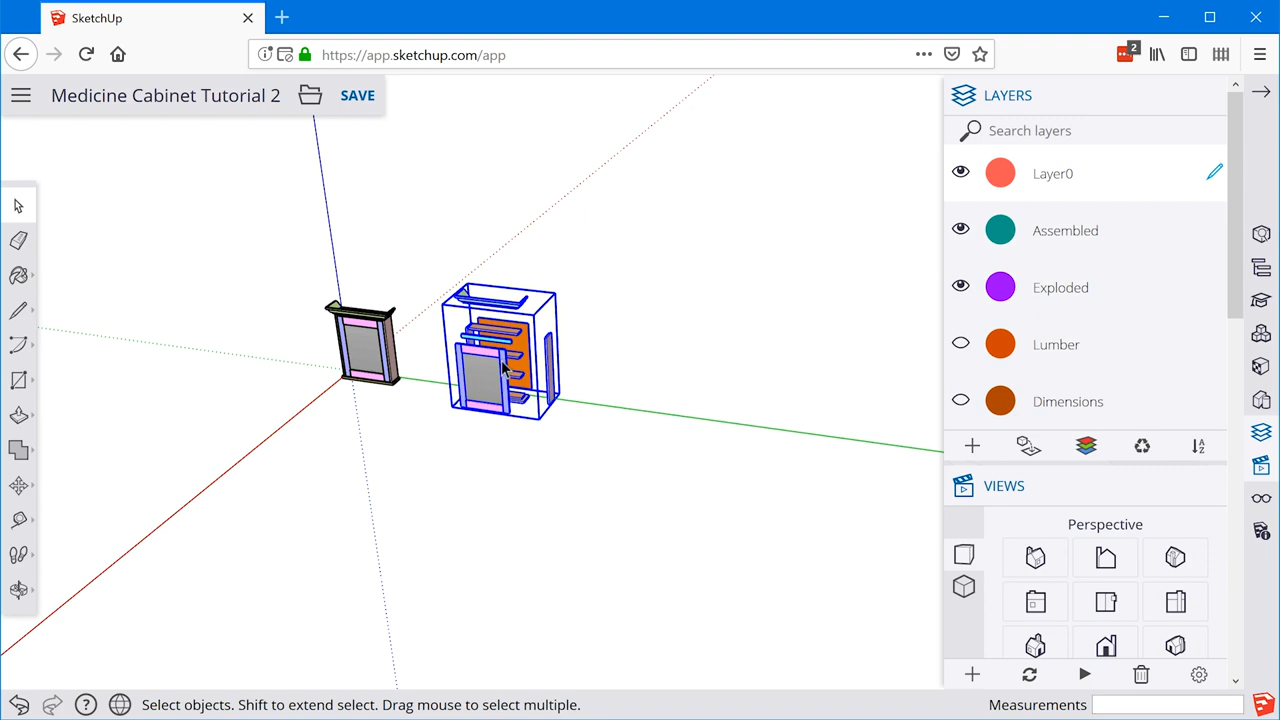 SketchUp
2
https://app.sketchup.com/app
Medicine Cabinet Tutorial 2
SAVE
LAYERS
Search layers
Layer0
Assembled
Exploded
Lumber
Dimensions
VIEWS
Perspective
Select objects. Shift to extend select. Drag mouse to select multiple.
Measurements